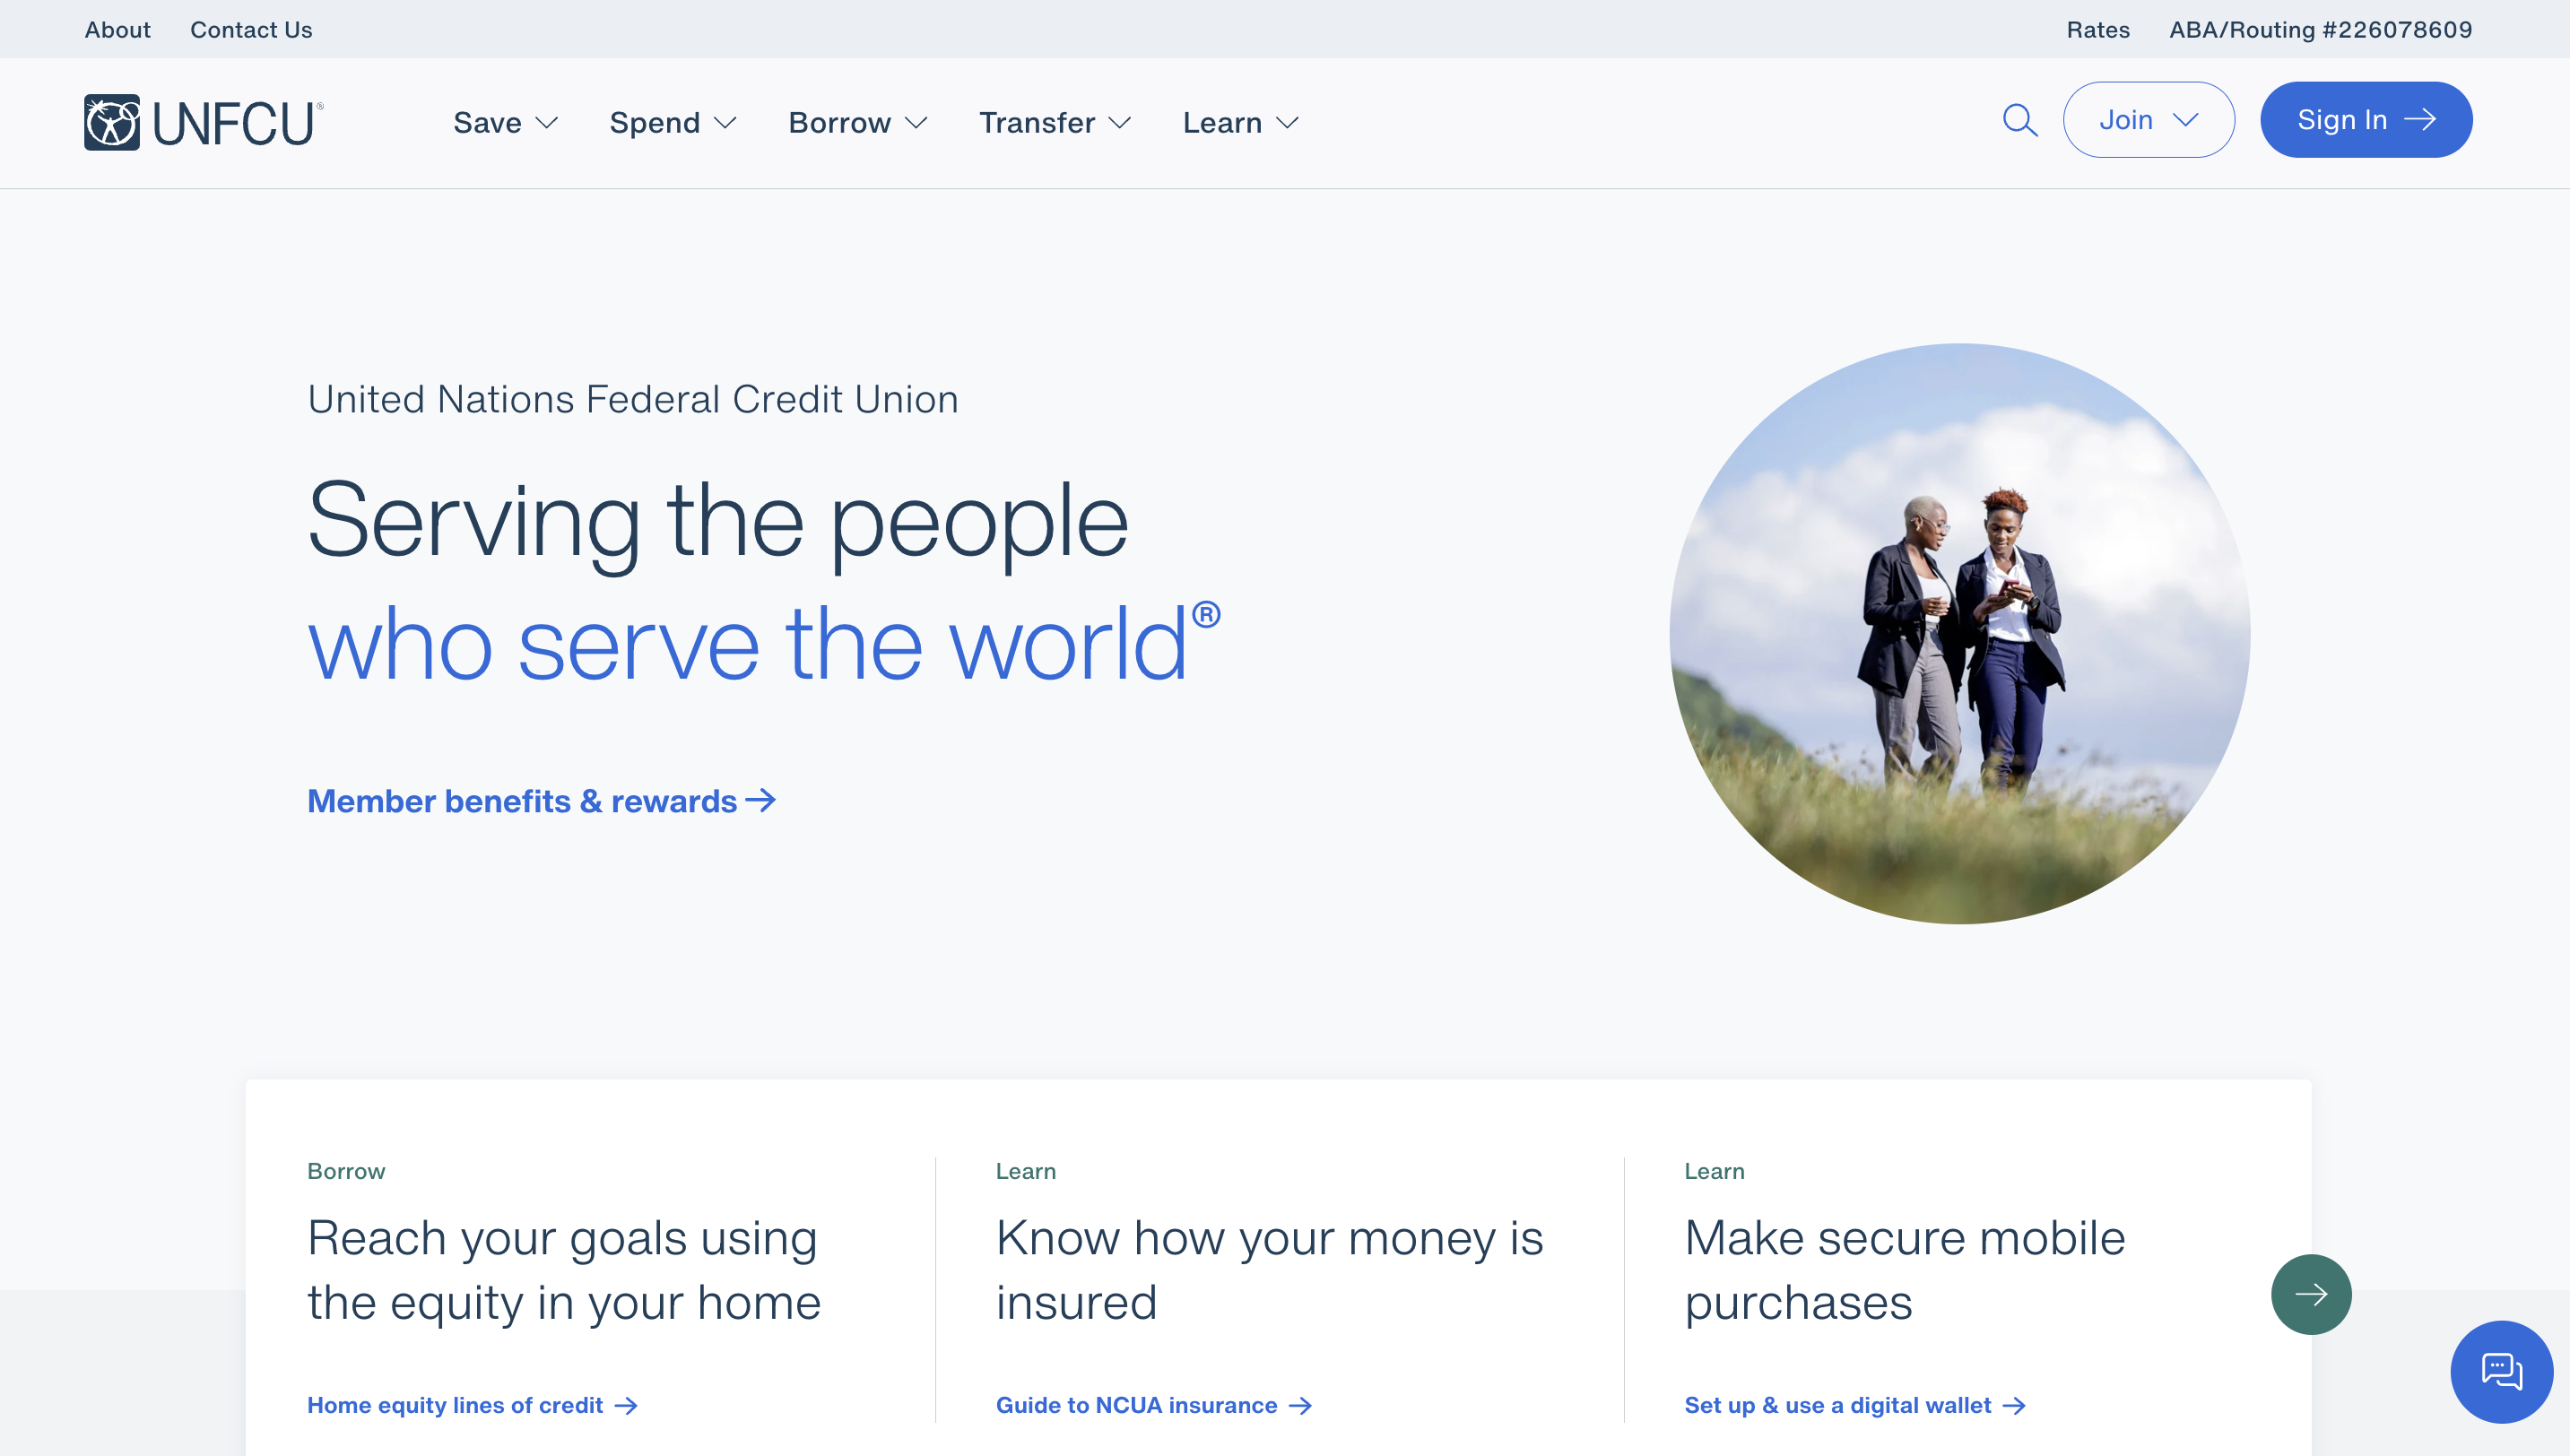 About Contact Us Rates ABA/Routing #226078609
UNFCU® Save Spend Borrow Transfer Learn Join Sign In
United Nations Federal Credit Union
Serving the people
who serve the world®
Member benefits & rewards
Borrow
Reach your goals using
the equity in your home
Home equity lines of credit
Learn
Know how your money is
insured
Guide to NCUA insurance
Learn
Make secure mobile
purchases
Set up & use a digital wallet